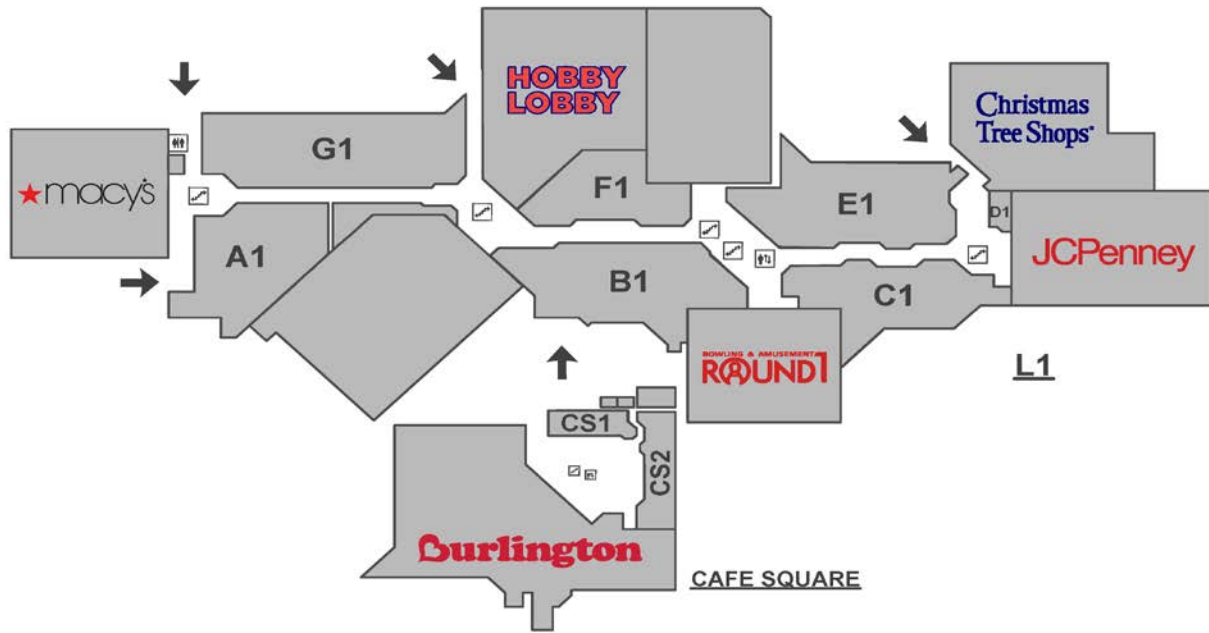 HOBBY
LOBBY
Christmas
Tree Shops
G1
macy's
F1
E1
D1
A1
B1
C1
JCPenney
BOWLING & AMUSEMENT
ROUND1
L1
CS1
CS2
Burlington
CAFE SQUARE